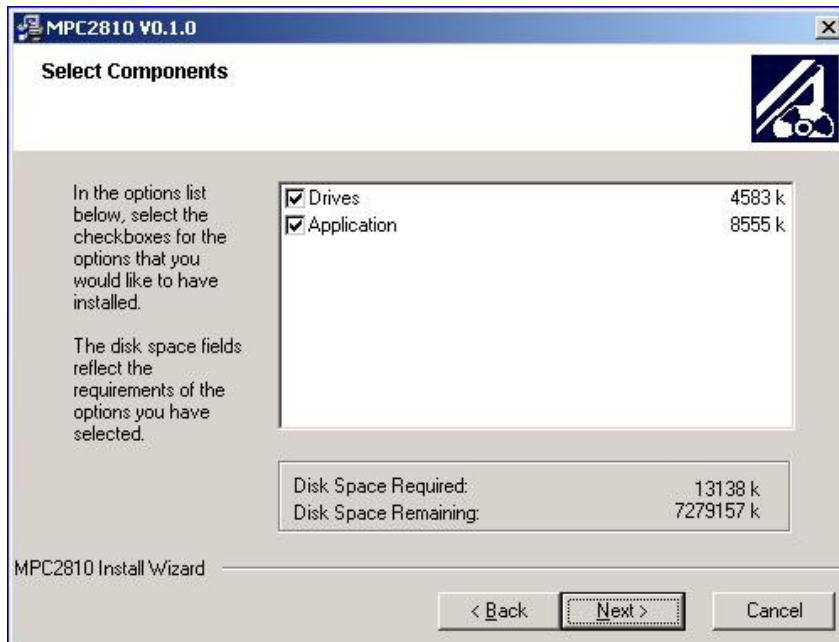 MPC2810 V0.1.0
Select Components
In the options list
below, select the
checkboxes for the
options that you
would like to have
installed.
The disk space fields
reflect the
requirements of the
options you have
selected.
Drives 4583 k
Application 8555 k
Disk Space Required: 13138 k
Disk Space Remaining: 7279157 k
MPC2810 Install Wizard
< Back Next > Cancel